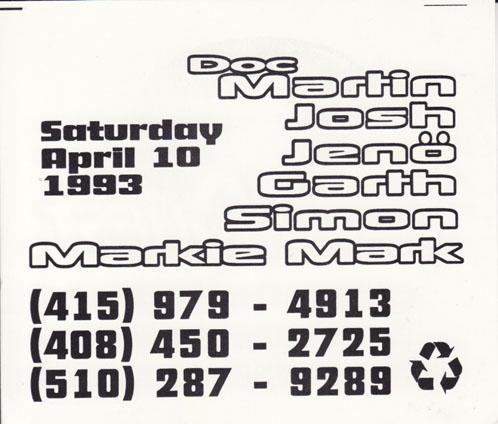 Doc
Martin
Josh
Jenö
Garth
Simon
Markie Mark
Saturday
April 10
1993
(415) 979 - 4913
(408) 450 - 2725
(510) 287 - 9289